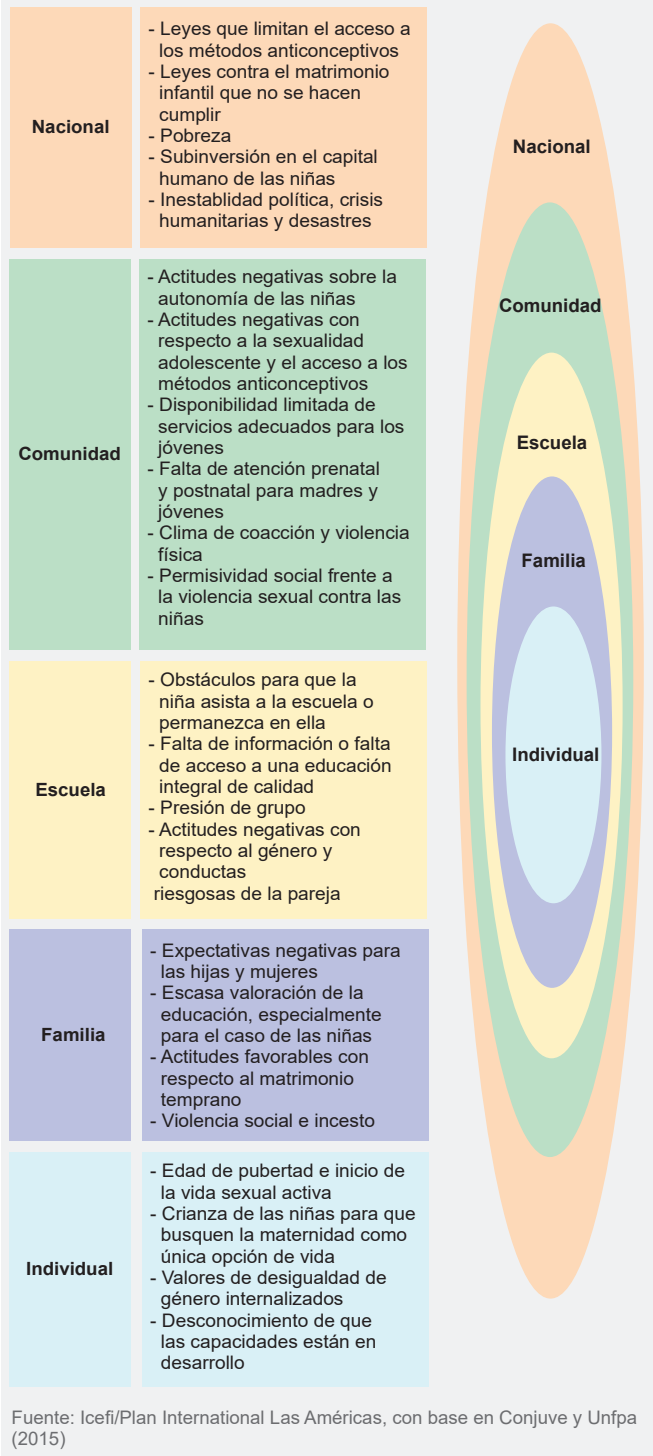 Nacional
- Leyes que limitan el acceso a
los métodos anticonceptivos
- Leyes contra el matrimonio
infantil que no se hacen
cumplir
- Pobreza
- Subinversión en el capital
humano de las niñas
- Inestablidad política, crisis
humanitarias y desastres
Comunidad
- Actitudes negativas sobre la
autonomía de las niñas
- Actitudes negativas con
respecto a la sexualidad
adolescente y el acceso a los
métodos anticonceptivos
- Disponibilidad limitada de
servicios adecuados para los
jóvenes
- Falta de atención prenatal
y postnatal para madres y
jóvenes
- Clima de coacción y violencia
física
- Permisividad social frente a
la violencia sexual contra las
niñas
Escuela
- Obstáculos para que la
niña asista a la escuela o
permanezca en ella
- Falta de información o falta
de acceso a una educación
integral de calidad
- Presión de grupo
- Actitudes negativas con
respecto al género y
conductas
riesgosas de la pareja
Familia
- Expectativas negativas para
las hijas y mujeres
- Escasa valoración de la
educación, especialmente
para el caso de las niñas
- Actitudes favorables con
respecto al matrimonio
temprano
- Violencia social e incesto
Individual
- Edad de pubertad e inicio de
la vida sexual activa
- Crianza de las niñas para que
busquen la maternidad como
única opción de vida
- Valores de desigualdad de
género internalizados
- Desconocimiento de que
las capacidades están en
desarrollo
Nacional
Comunidad
Escuela
Familia
Individual
Fuente: Icefi/Plan International Las Américas, con base en Conjuve y Unfpa
(2015)